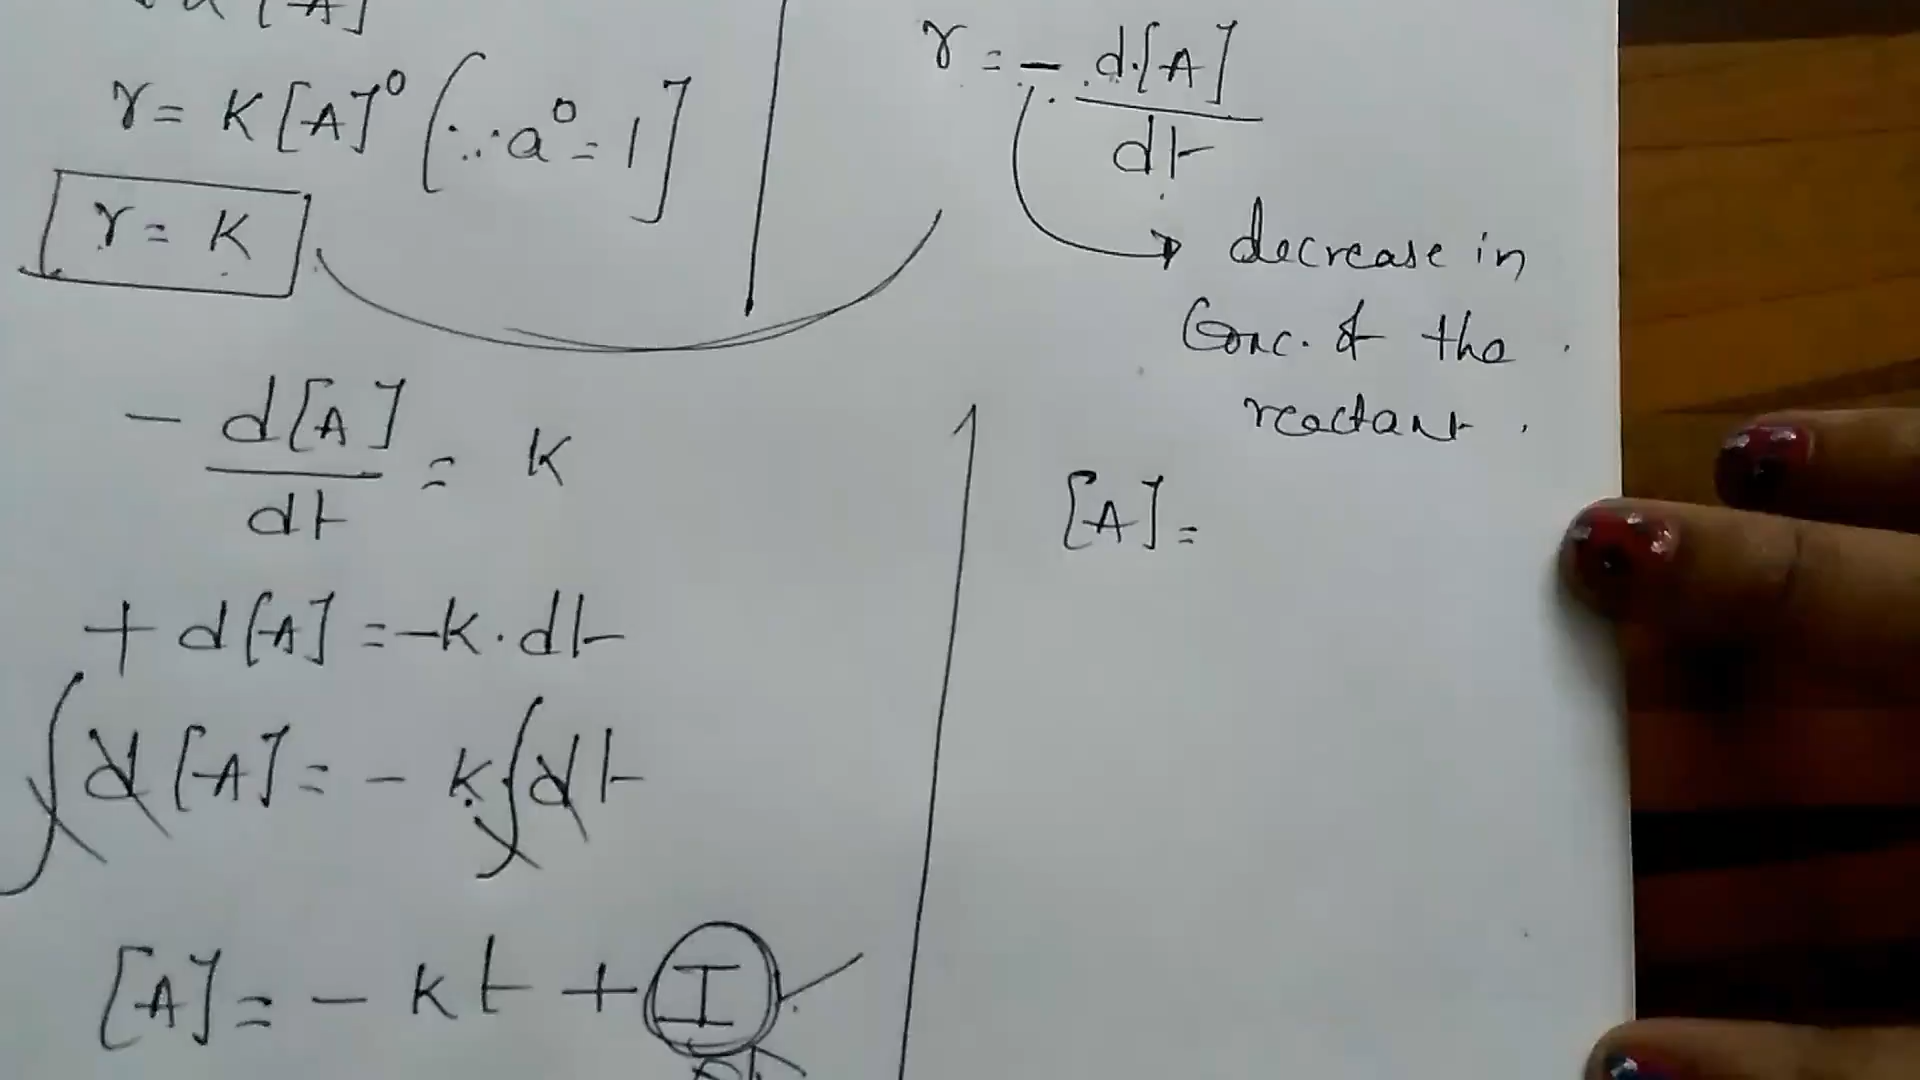 r = K[A]⁰ (∵ a⁰ = 1]
r = K
r = - d[A]/dt
decrease in
Conc. of the
reactant.
- d[A]/dt = K
+ d[A] = -K . dt
∫d[A] = - K∫dt
[A] = - Kt + I
[A] =